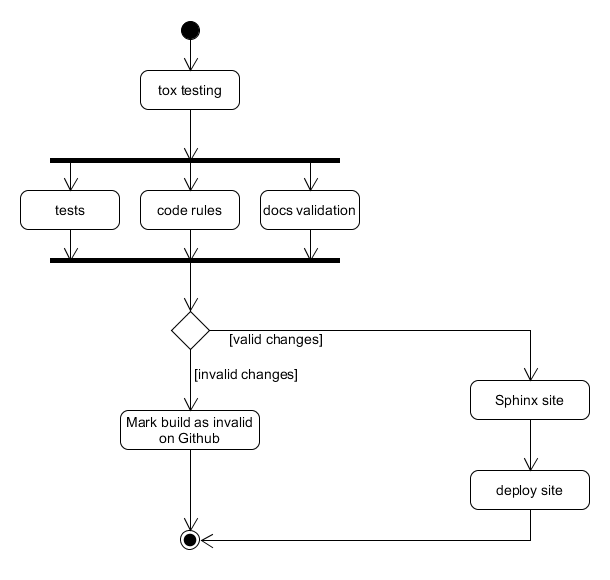 tox testing
tests
code rules
docs validation
[valid changes]
[invalid changes]
Sphinx site
Mark build as invalid
on Github
deploy site